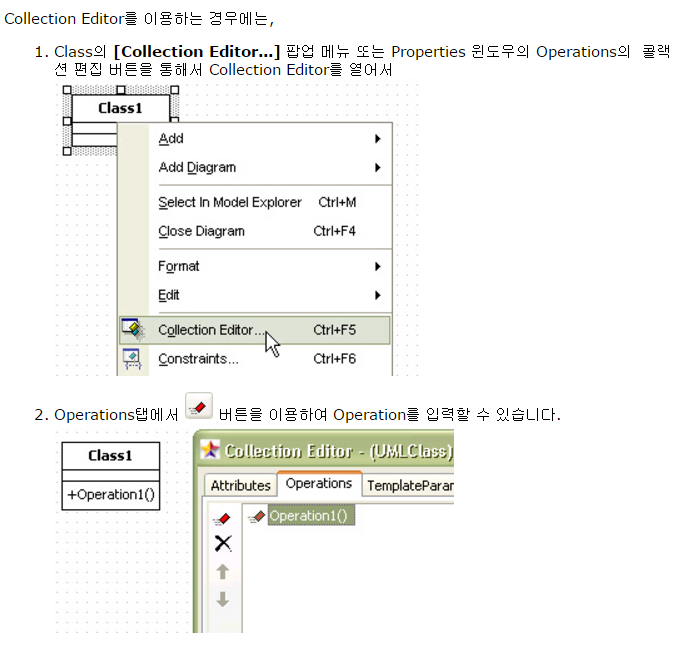 Collection Editor를 이용하는 경우에는,
1. Class의 [Collection Editor...] 팝업 메뉴 또는 Properties 윈도우의 Operations의 콜렉
션 편집 버튼을 통해서 Collection Editor를 열어서
Class1
Add
Add Diagram
Select In Model Explorer Ctrl+M
Close Diagram Ctrl+F4
Format
Edit
Collection Editor... Ctrl+F5
Constraints... Ctrl+F6
2. Operations탭에서 버튼을 이용하여 Operation를 입력할 수 있습니다.
Class1
+Operation1()
Collection Editor - (UMLClass)
Attributes Operations TemplateParar
Operation1()